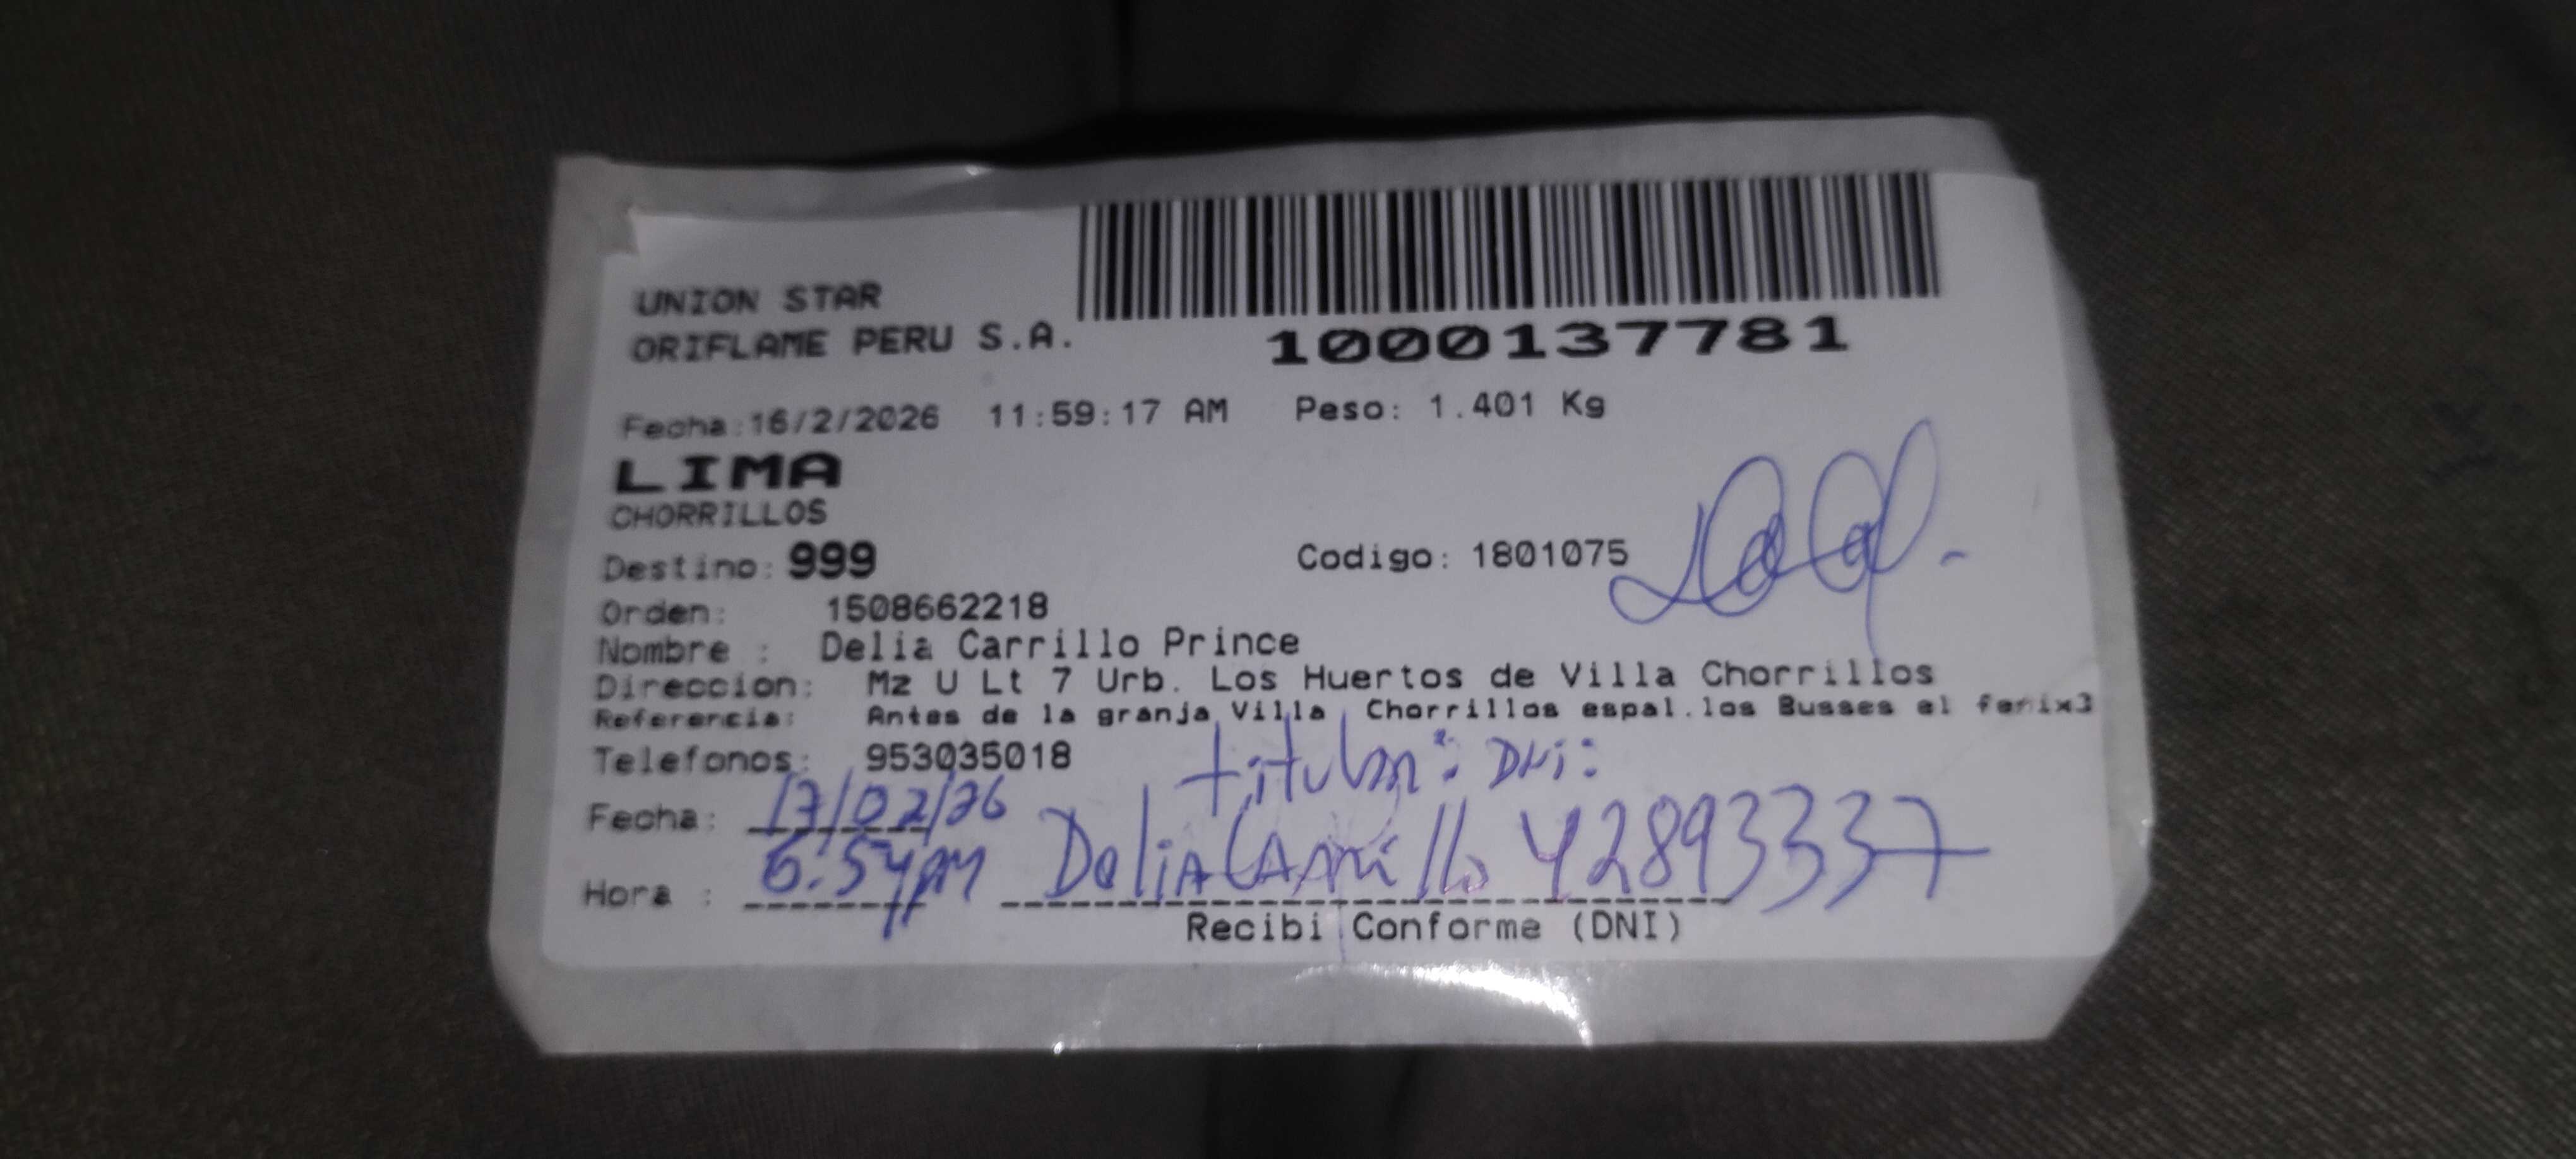 UNION STAR
ORIFLAME PERU S.A.
1000137781
Fecha:16/2/2026 11:59:17 AM Peso: 1.401 Kg
LIMA
CHORRILLOS
Destino: 999 Codigo: 1801075
Orden: 1508662218
Nombre : Delia Carrillo Prince
Direccion: Mz U Lt 7 Urb. Los Huertos de Villa Chorrillos
Referencia: Antes de la granja Villa Chorrillos espal.los Busses el fenix3
Telefonos: 953035018
titular: DNi:
Fecha: 17/02/26
Hora : 6:54pm Delia Carrillo 42893337
Recibi Conforme (DNI)